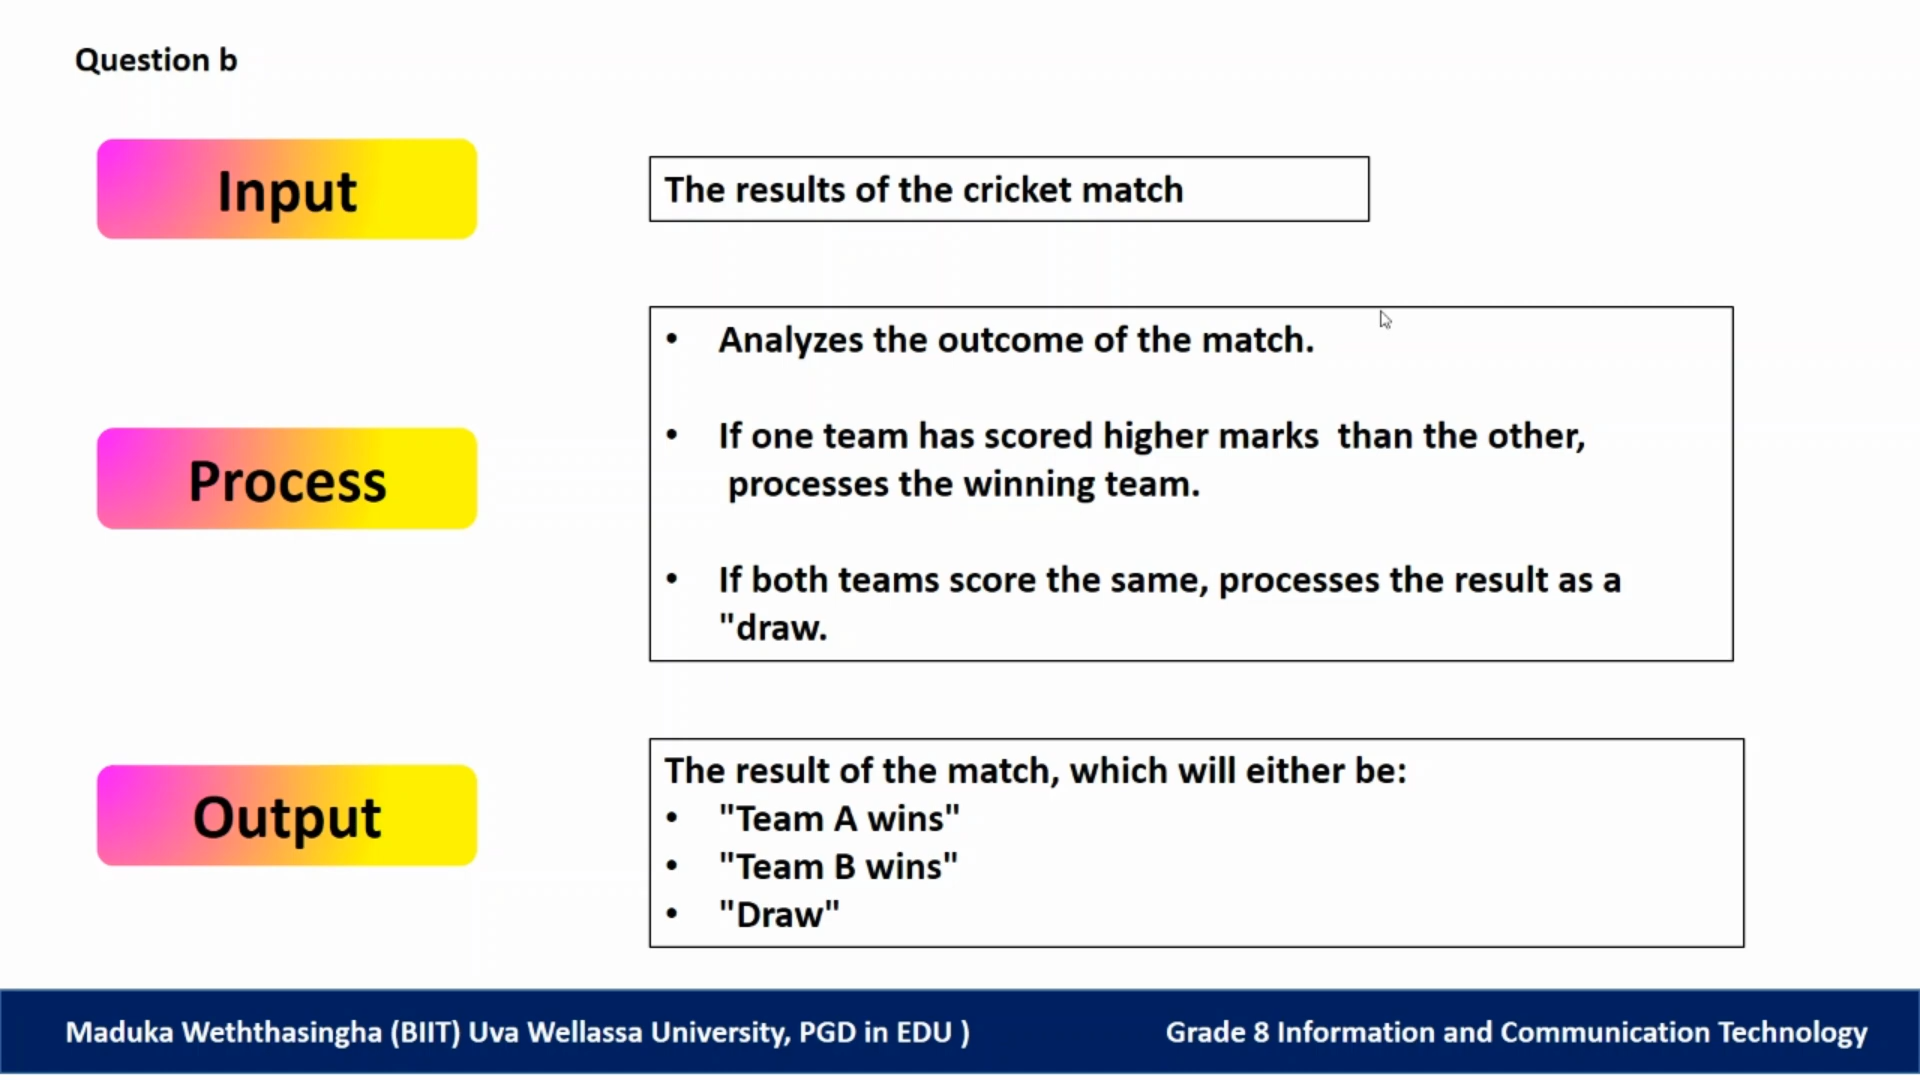 Question b
Input
The results of the cricket match
Process
• Analyzes the outcome of the match.
• If one team has scored higher marks  than the other,
processes the winning team.
• If both teams score the same, processes the result as a
"draw.
Output
The result of the match, which will either be:
• "Team A wins"
• "Team B wins"
• "Draw"
Maduka Weththasingha (BIIT) Uva Wellassa University, PGD in EDU )
Grade 8 Information and Communication Technology